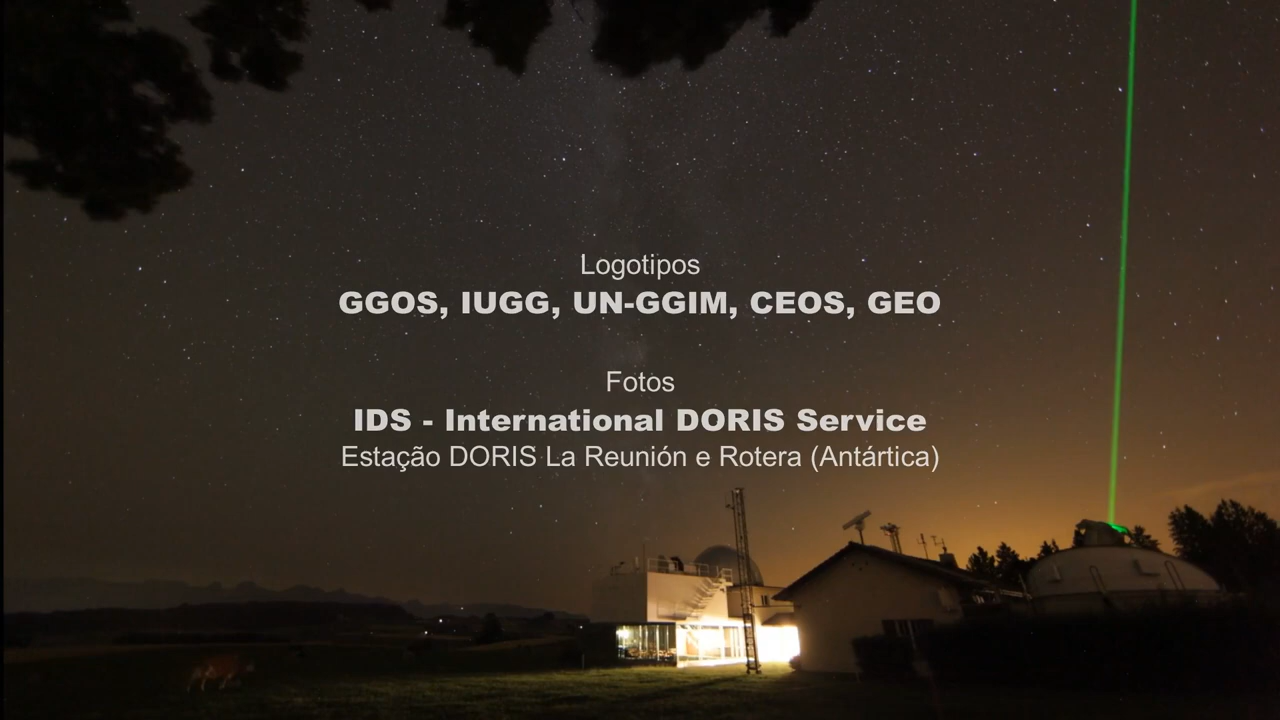 Logotipos
GGOS, IUGG, UN-GGIM, CEOS, GEO
Fotos
IDS - International DORIS Service
Estação DORIS La Reunión e Rotera (Antártica)